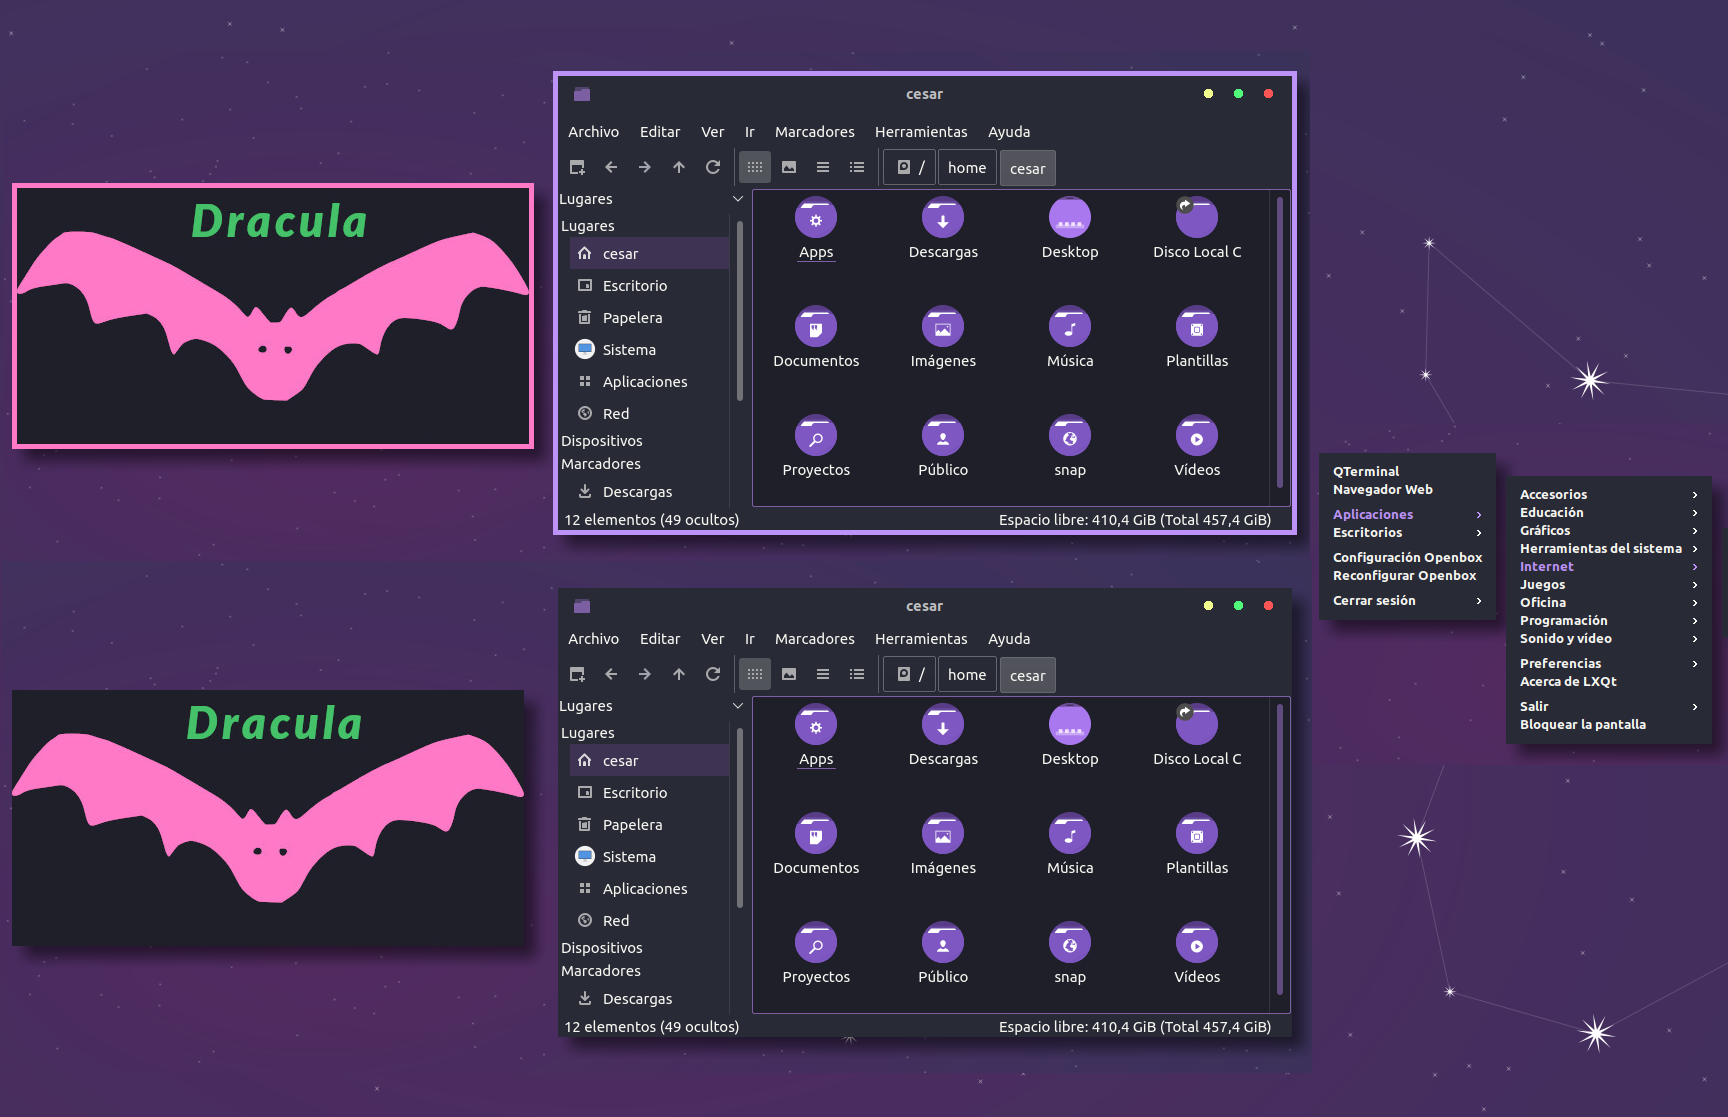 Dracula
cesar
Archivo Editar Ver Ir Marcadores Herramientas Ayuda
/ home cesar
Lugares
Lugares
cesar
Escritorio
Papelera
Sistema
Aplicaciones
Red
Dispositivos
Marcadores
Descargas
Apps Descargas Desktop Disco Local C
Documentos Imágenes Música Plantillas
Proyectos Público snap Vídeos
12 elementos (49 ocultos) Espacio libre: 410,4 GiB (Total 457,4 GiB)
QTerminal
Navegador Web
Aplicaciones
Escritorios
Configuración Openbox
Reconfigurar Openbox
Cerrar sesión
Accesorios
Educación
Gráficos
Herramientas del sistema
Internet
Juegos
Oficina
Programación
Sonido y vídeo
Preferencias
Acerca de LXQt
Salir
Bloquear la pantalla
Dracula
cesar
Archivo Editar Ver Ir Marcadores Herramientas Ayuda
/ home cesar
Lugares
Lugares
cesar
Escritorio
Papelera
Sistema
Aplicaciones
Red
Dispositivos
Marcadores
Descargas
Apps Descargas Desktop Disco Local C
Documentos Imágenes Música Plantillas
Proyectos Público snap Vídeos
12 elementos (49 ocultos) Espacio libre: 410,4 GiB (Total 457,4 GiB)